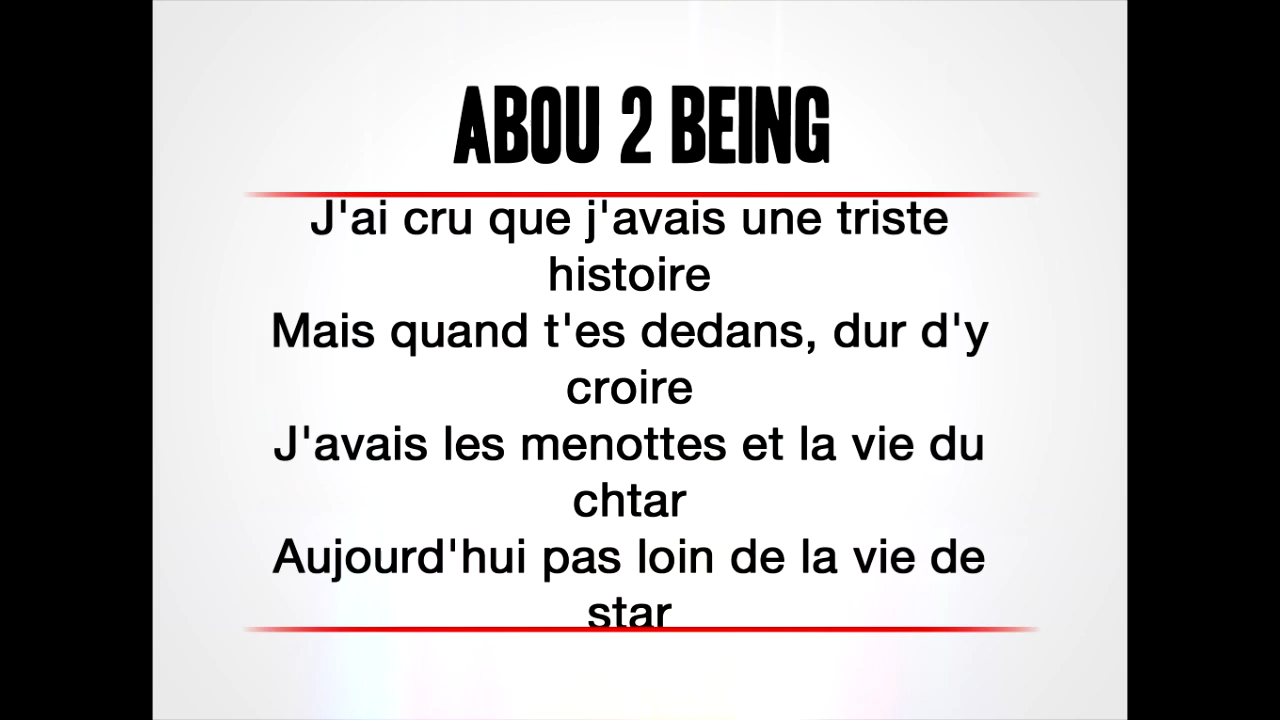 ABOU 2 BEING
J'ai cru que j'avais une triste
histoire
Mais quand t'es dedans, dur d'y
croire
J'avais les menottes et la vie du
chtar
Aujourd'hui pas loin de la vie de
star